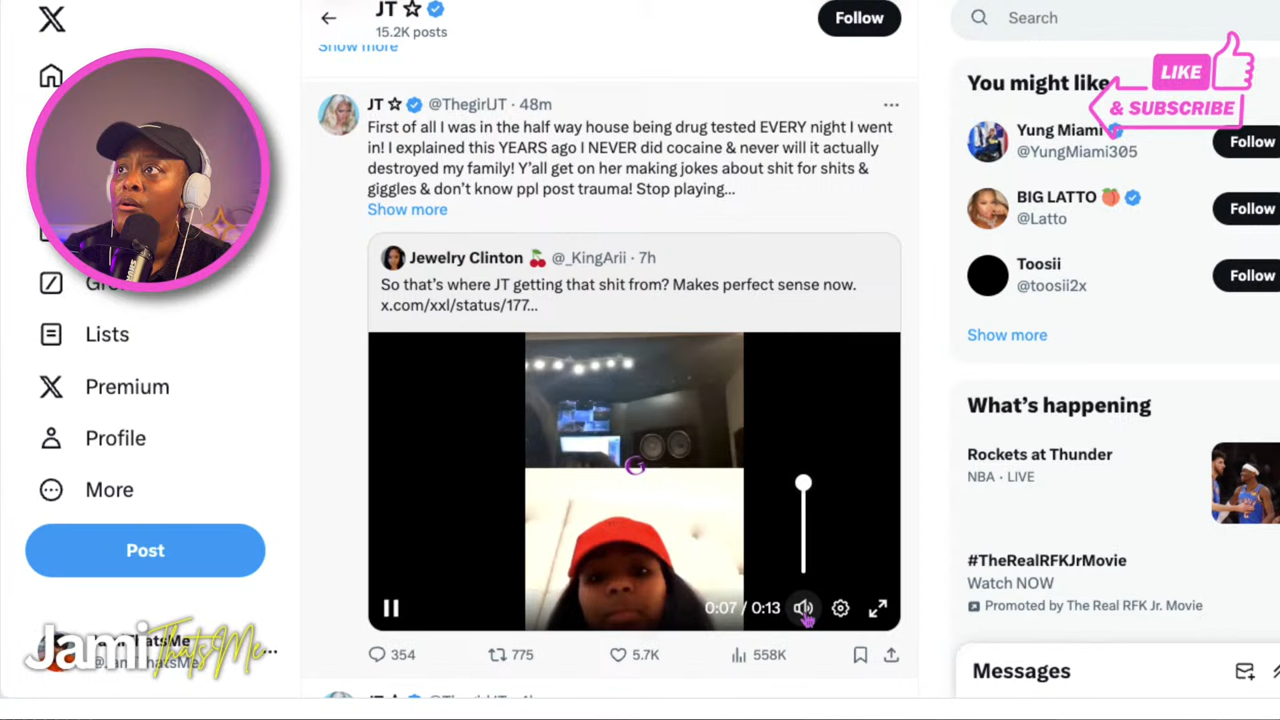 JT ☆
15.2K posts
Follow
Search
Show more
JT ☆ @ThegirlJT · 48m
First of all I was in the half way house being drug tested EVERY night I went
in! I explained this YEARS ago I NEVER did cocaine & never will it actually
destroyed my family! Y’all get on her making jokes about shit for shits &
giggles & don’t know ppl post trauma! Stop playing...
Show more
Jewelry Clinton 🍒 @_KingArii · 7h
So that’s where JT getting that shit from? Makes perfect sense now.
x.com/xxl/status/177...
0:07 / 0:13
354
775
5.7K
558K
Lists
Premium
Profile
More
Post
JamiThatsMe
You might like
LIKE
& SUBSCRIBE
Yung Miami
@YungMiami305
Follow
BIG LATTO 🍑
@Latto
Follow
Toosii
@toosii2x
Follow
Show more
What’s happening
Rockets at Thunder
NBA · LIVE
#TheRealRFKJrMovie
Watch NOW
Promoted by The Real RFK Jr. Movie
Messages